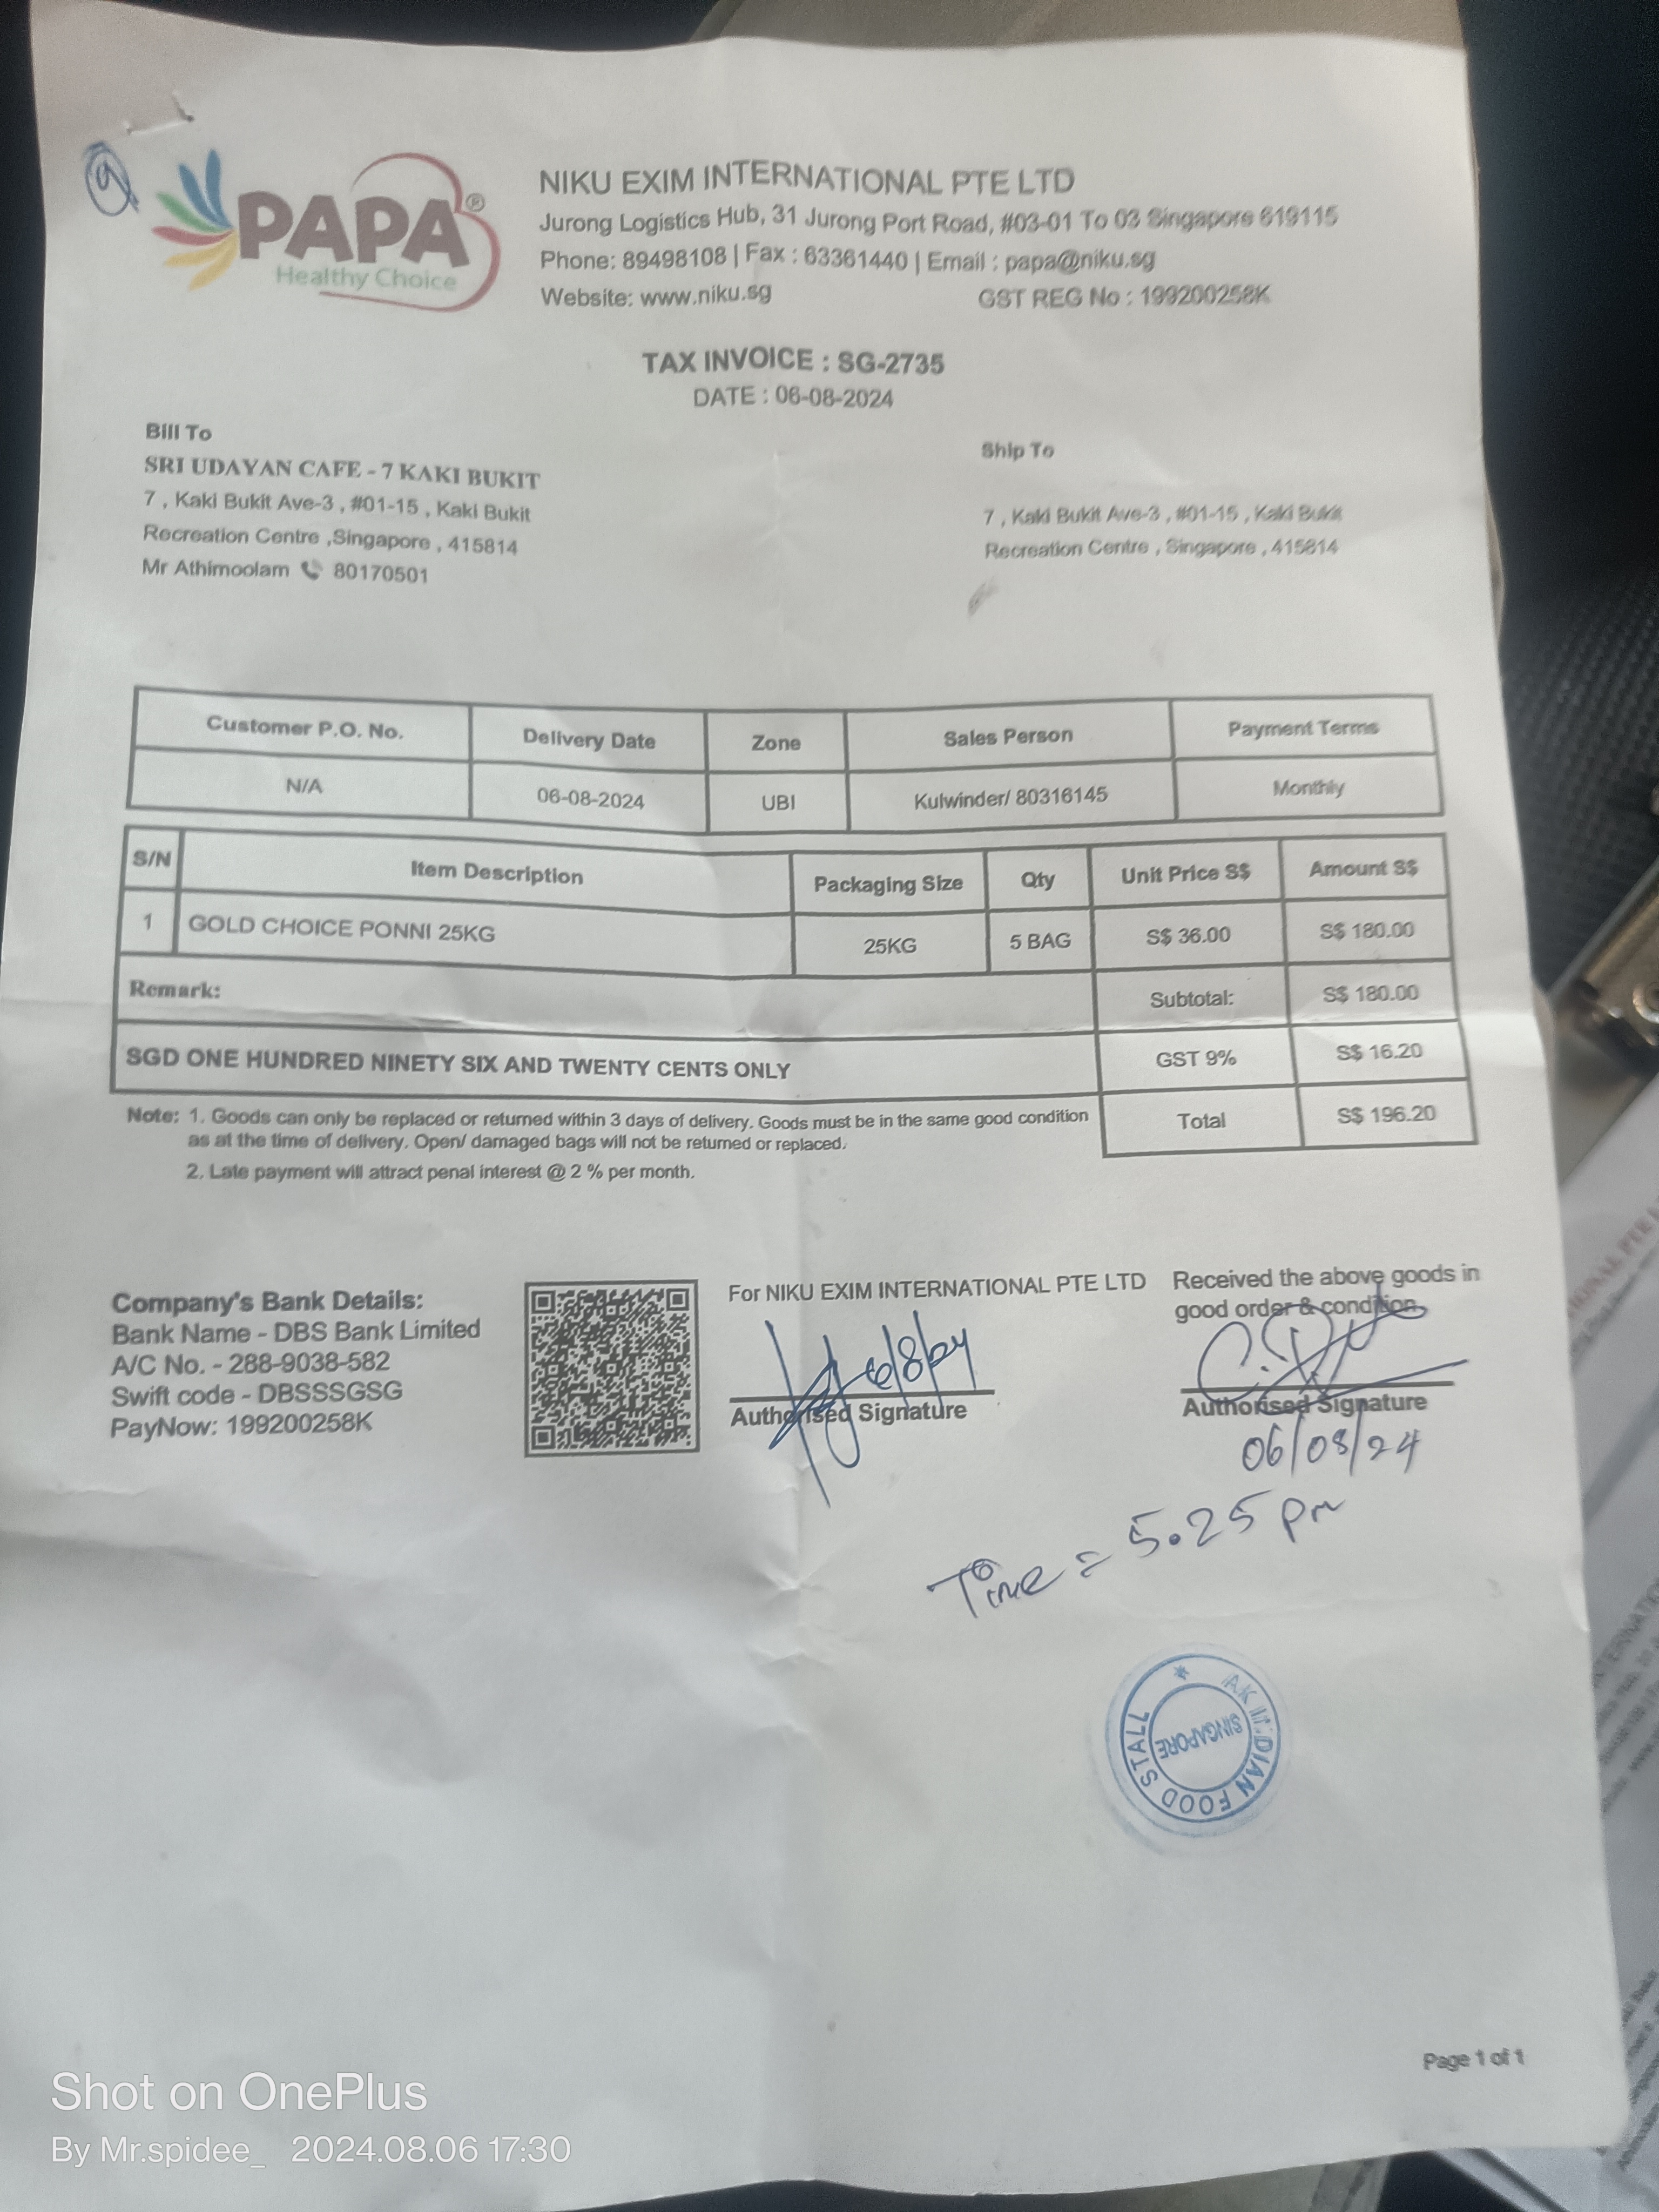 9
PAPA®
Healthy Choice
NIKU EXIM INTERNATIONAL PTE LTD
Jurong Logistics Hub, 31 Jurong Port Road, #03-01 To 03 Singapore 619115
Phone: 89498108 | Fax : 63361440 | Email : papa@niku.sg
Website: www.niku.sg GST REG No : 199200258K
TAX INVOICE : SG-2735
DATE : 06-08-2024
Bill To
SRI UDAYAN CAFE - 7 KAKI BUKIT
7 , Kaki Bukit Ave-3 , #01-15 , Kaki Bukit
Recreation Centre ,Singapore , 415814
Mr Athimoolam 80170501
Ship To
7 , Kaki Bukit Ave-3 , #01-15 , Kaki Bukit
Recreation Centre , Singapore , 415814
Customer P.O. No. Delivery Date Zone Sales Person Payment Terms
N/A 06-08-2024 UBI Kulwinder/ 80316145 Monthly
S/N Item Description Packaging Size Qty Unit Price S$ Amount S$
1 GOLD CHOICE PONNI 25KG 25KG 5 BAG S$ 36.00 S$ 180.00
Remark: Subtotal: S$ 180.00
SGD ONE HUNDRED NINETY SIX AND TWENTY CENTS ONLY GST 9% S$ 16.20
Total S$ 196.20
Note: 1. Goods can only be replaced or returned within 3 days of delivery. Goods must be in the same good condition
as at the time of delivery. Open/ damaged bags will not be returned or replaced.
2. Late payment will attract penal interest @ 2 % per month.
Company's Bank Details:
Bank Name - DBS Bank Limited
A/C No. - 288-9038-582
Swift code - DBSSSGSG
PayNow: 199200258K
For NIKU EXIM INTERNATIONAL PTE LTD
6/8/24
Authorised Signature
Received the above goods in
good order & condition
Authorised Signature
06/08/24
Time = 5.25 pm
AK INDIAN FOOD STALL *
SINGAPORE
Page 1 of 1
Shot on OnePlus
By Mr.spidee_ 2024.08.06 17:30